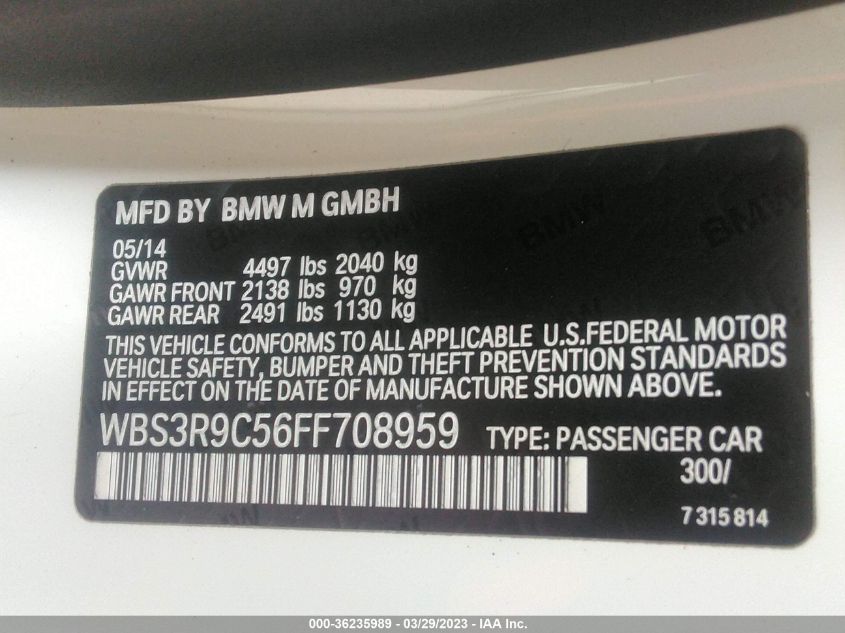 MFD BY BMW M GMBH
05/14
GVWR 4497 lbs 2040 kg
GAWR FRONT 2138 lbs 970 kg
GAWR REAR 2491 lbs 1130 kg
THIS VEHICLE CONFORMS TO ALL APPLICABLE U.S.FEDERAL MOTOR
VEHICLE SAFETY, BUMPER AND THEFT PREVENTION STANDARDS
IN EFFECT ON THE DATE OF MANUFACTURE SHOWN ABOVE.
WBS3R9C56FF708959 TYPE: PASSENGER CAR
300/
7 315 814
000-36235989 - 03/29/2023 - IAA Inc.